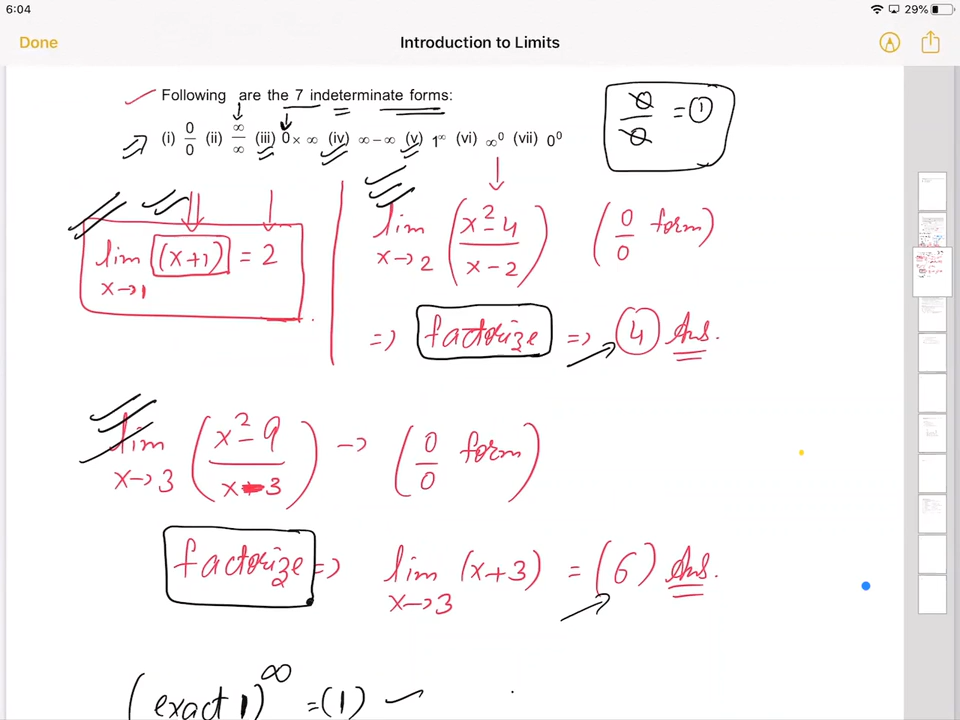 6:04
29%
Done
Introduction to Limits
Following are the 7 indeterminate forms:
(i) 0/0 (ii) ∞/∞ (iii) 0 × ∞ (iv) ∞ − ∞ (v) 1^∞ (vi) ∞^0 (vii) 0^0
0/0 = 1
lim x→1 (x+1) = 2
lim x→2 (x²-4 / x-2) (0/0 form)
=> factorize => 4 Ans.
lim x→3 (x²-9 / x-3) → (0/0 form)
factorize => lim x→3 (x+3) = (6) Ans.
(exact 1)^∞ = (1)